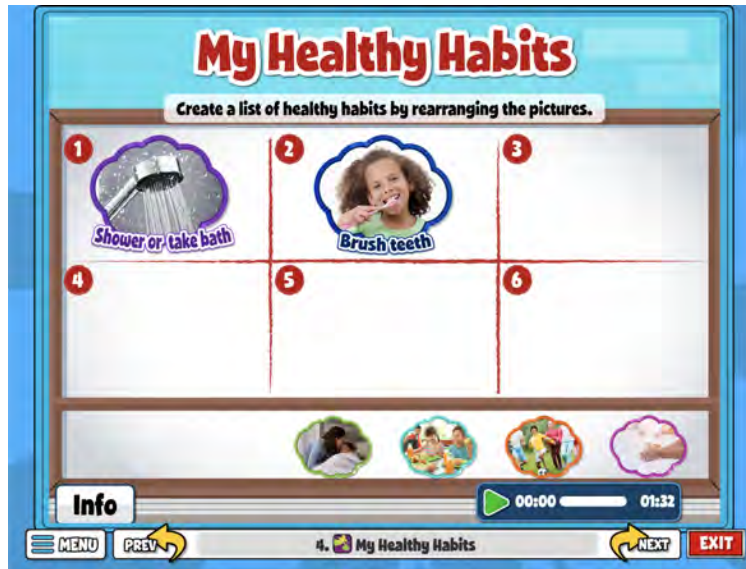 My Healthy Habits
Create a list of healthy habits by rearranging the pictures.
1
2
3
Shower or take bath
Brush teeth
4
5
6
Info
00:00
01:32
MENU
PREV
4. My Healthy Habits
NEXT
EXIT